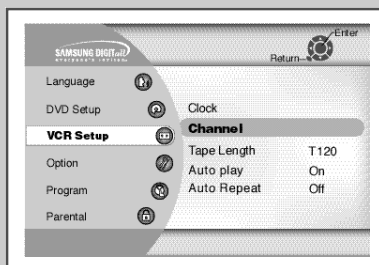 SAMSUNG DIGITall
everyone's invited
Enter
Return
Language
DVD Setup
VCR Setup
Option
Program
Parental
Clock
Channel
Tape Length T120
Auto play On
Auto Repeat Off